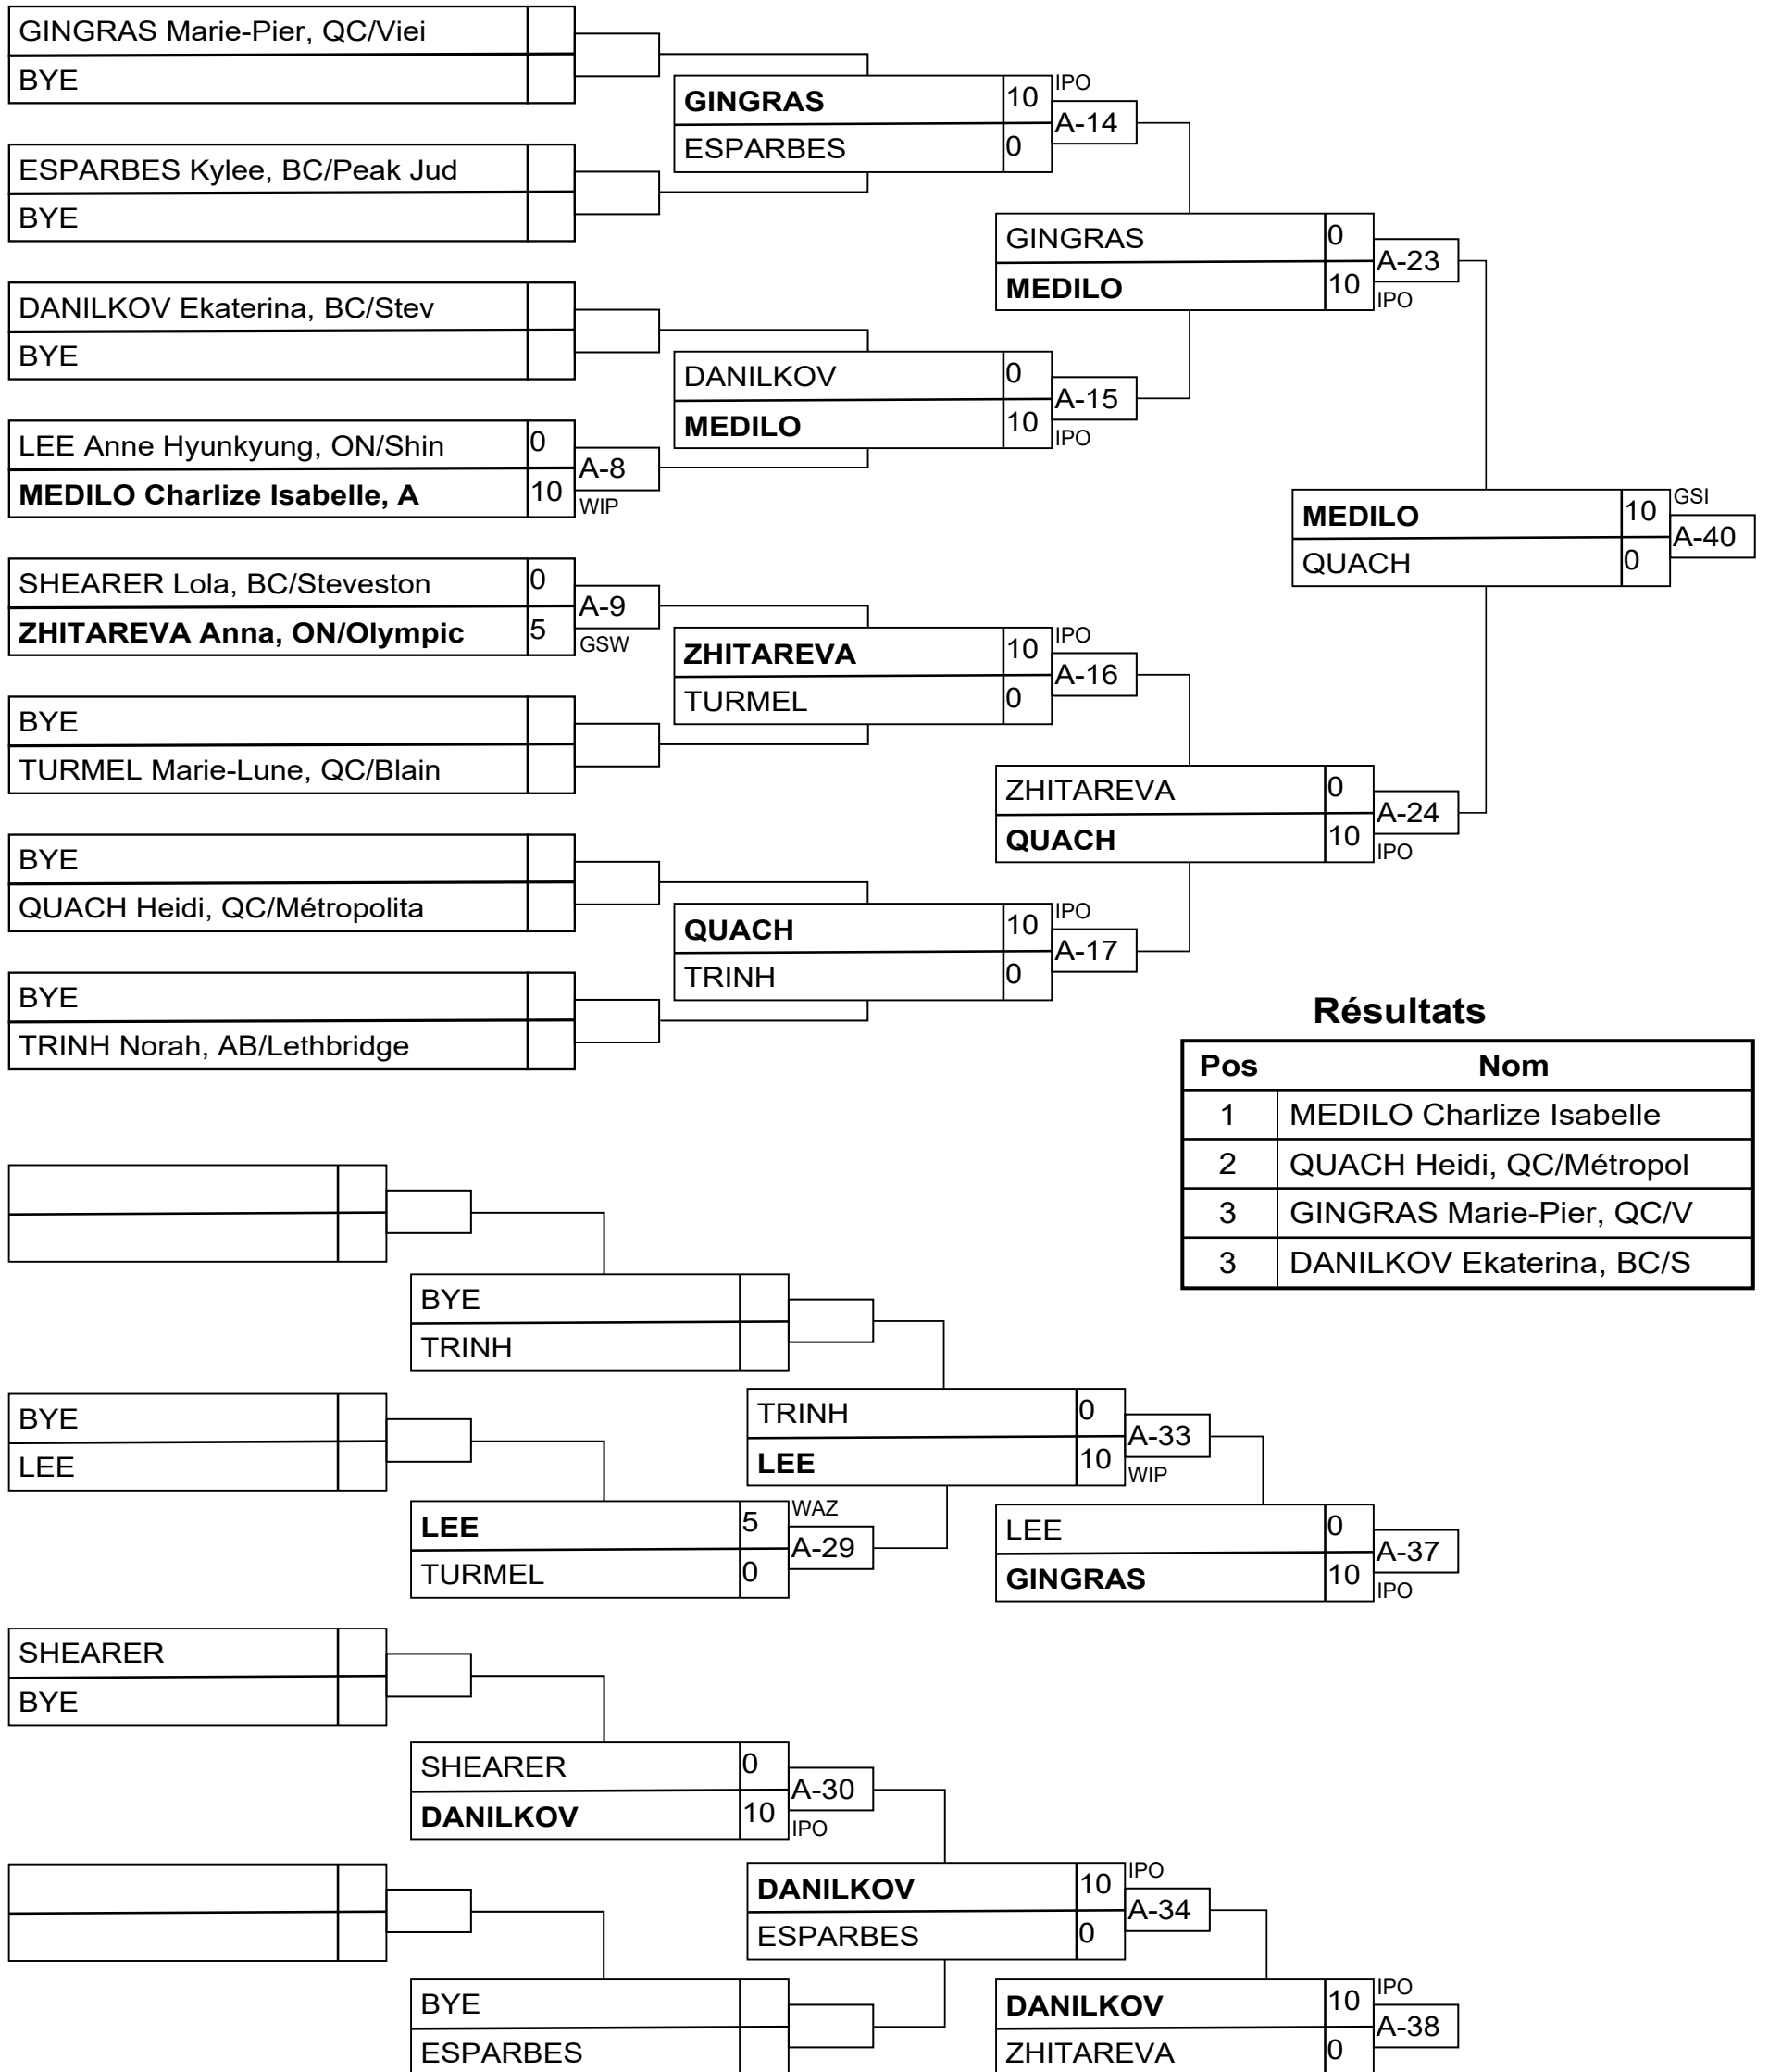 GINGRAS Marie-Pier, QC/Viei
BYE
ESPARBES Kylee, BC/Peak Jud
BYE
DANILKOV Ekaterina, BC/Stev
BYE
LEE Anne Hyunkyung, ON/Shin 0
MEDILO Charlize Isabelle, A 10
A-8
WIP
SHEARER Lola, BC/Steveston 0
ZHITAREVA Anna, ON/Olympic 5
A-9
GSW
BYE
TURMEL Marie-Lune, QC/Blain
BYE
QUACH Heidi, QC/Métropolita
BYE
TRINH Norah, AB/Lethbridge
GINGRAS 10
ESPARBES 0
IPO
A-14
DANILKOV 0
MEDILO 10
A-15
IPO
ZHITAREVA 10
TURMEL 0
IPO
A-16
QUACH 10
TRINH 0
IPO
A-17
GINGRAS 0
MEDILO 10
A-23
IPO
ZHITAREVA 0
QUACH 10
A-24
IPO
MEDILO 10
QUACH 0
GSI
A-40
Résultats
Pos Nom
1 MEDILO Charlize Isabelle
2 QUACH Heidi, QC/Métropol
3 GINGRAS Marie-Pier, QC/V
3 DANILKOV Ekaterina, BC/S
BYE
TRINH
BYE
LEE
LEE 5
TURMEL 0
WAZ
A-29
TRINH 0
LEE 10
A-33
WIP
LEE 0
GINGRAS 10
A-37
IPO
SHEARER
BYE
SHEARER 0
DANILKOV 10
A-30
IPO
DANILKOV 10
ESPARBES 0
IPO
A-34
BYE
ESPARBES
DANILKOV 10
ZHITAREVA 0
IPO
A-38